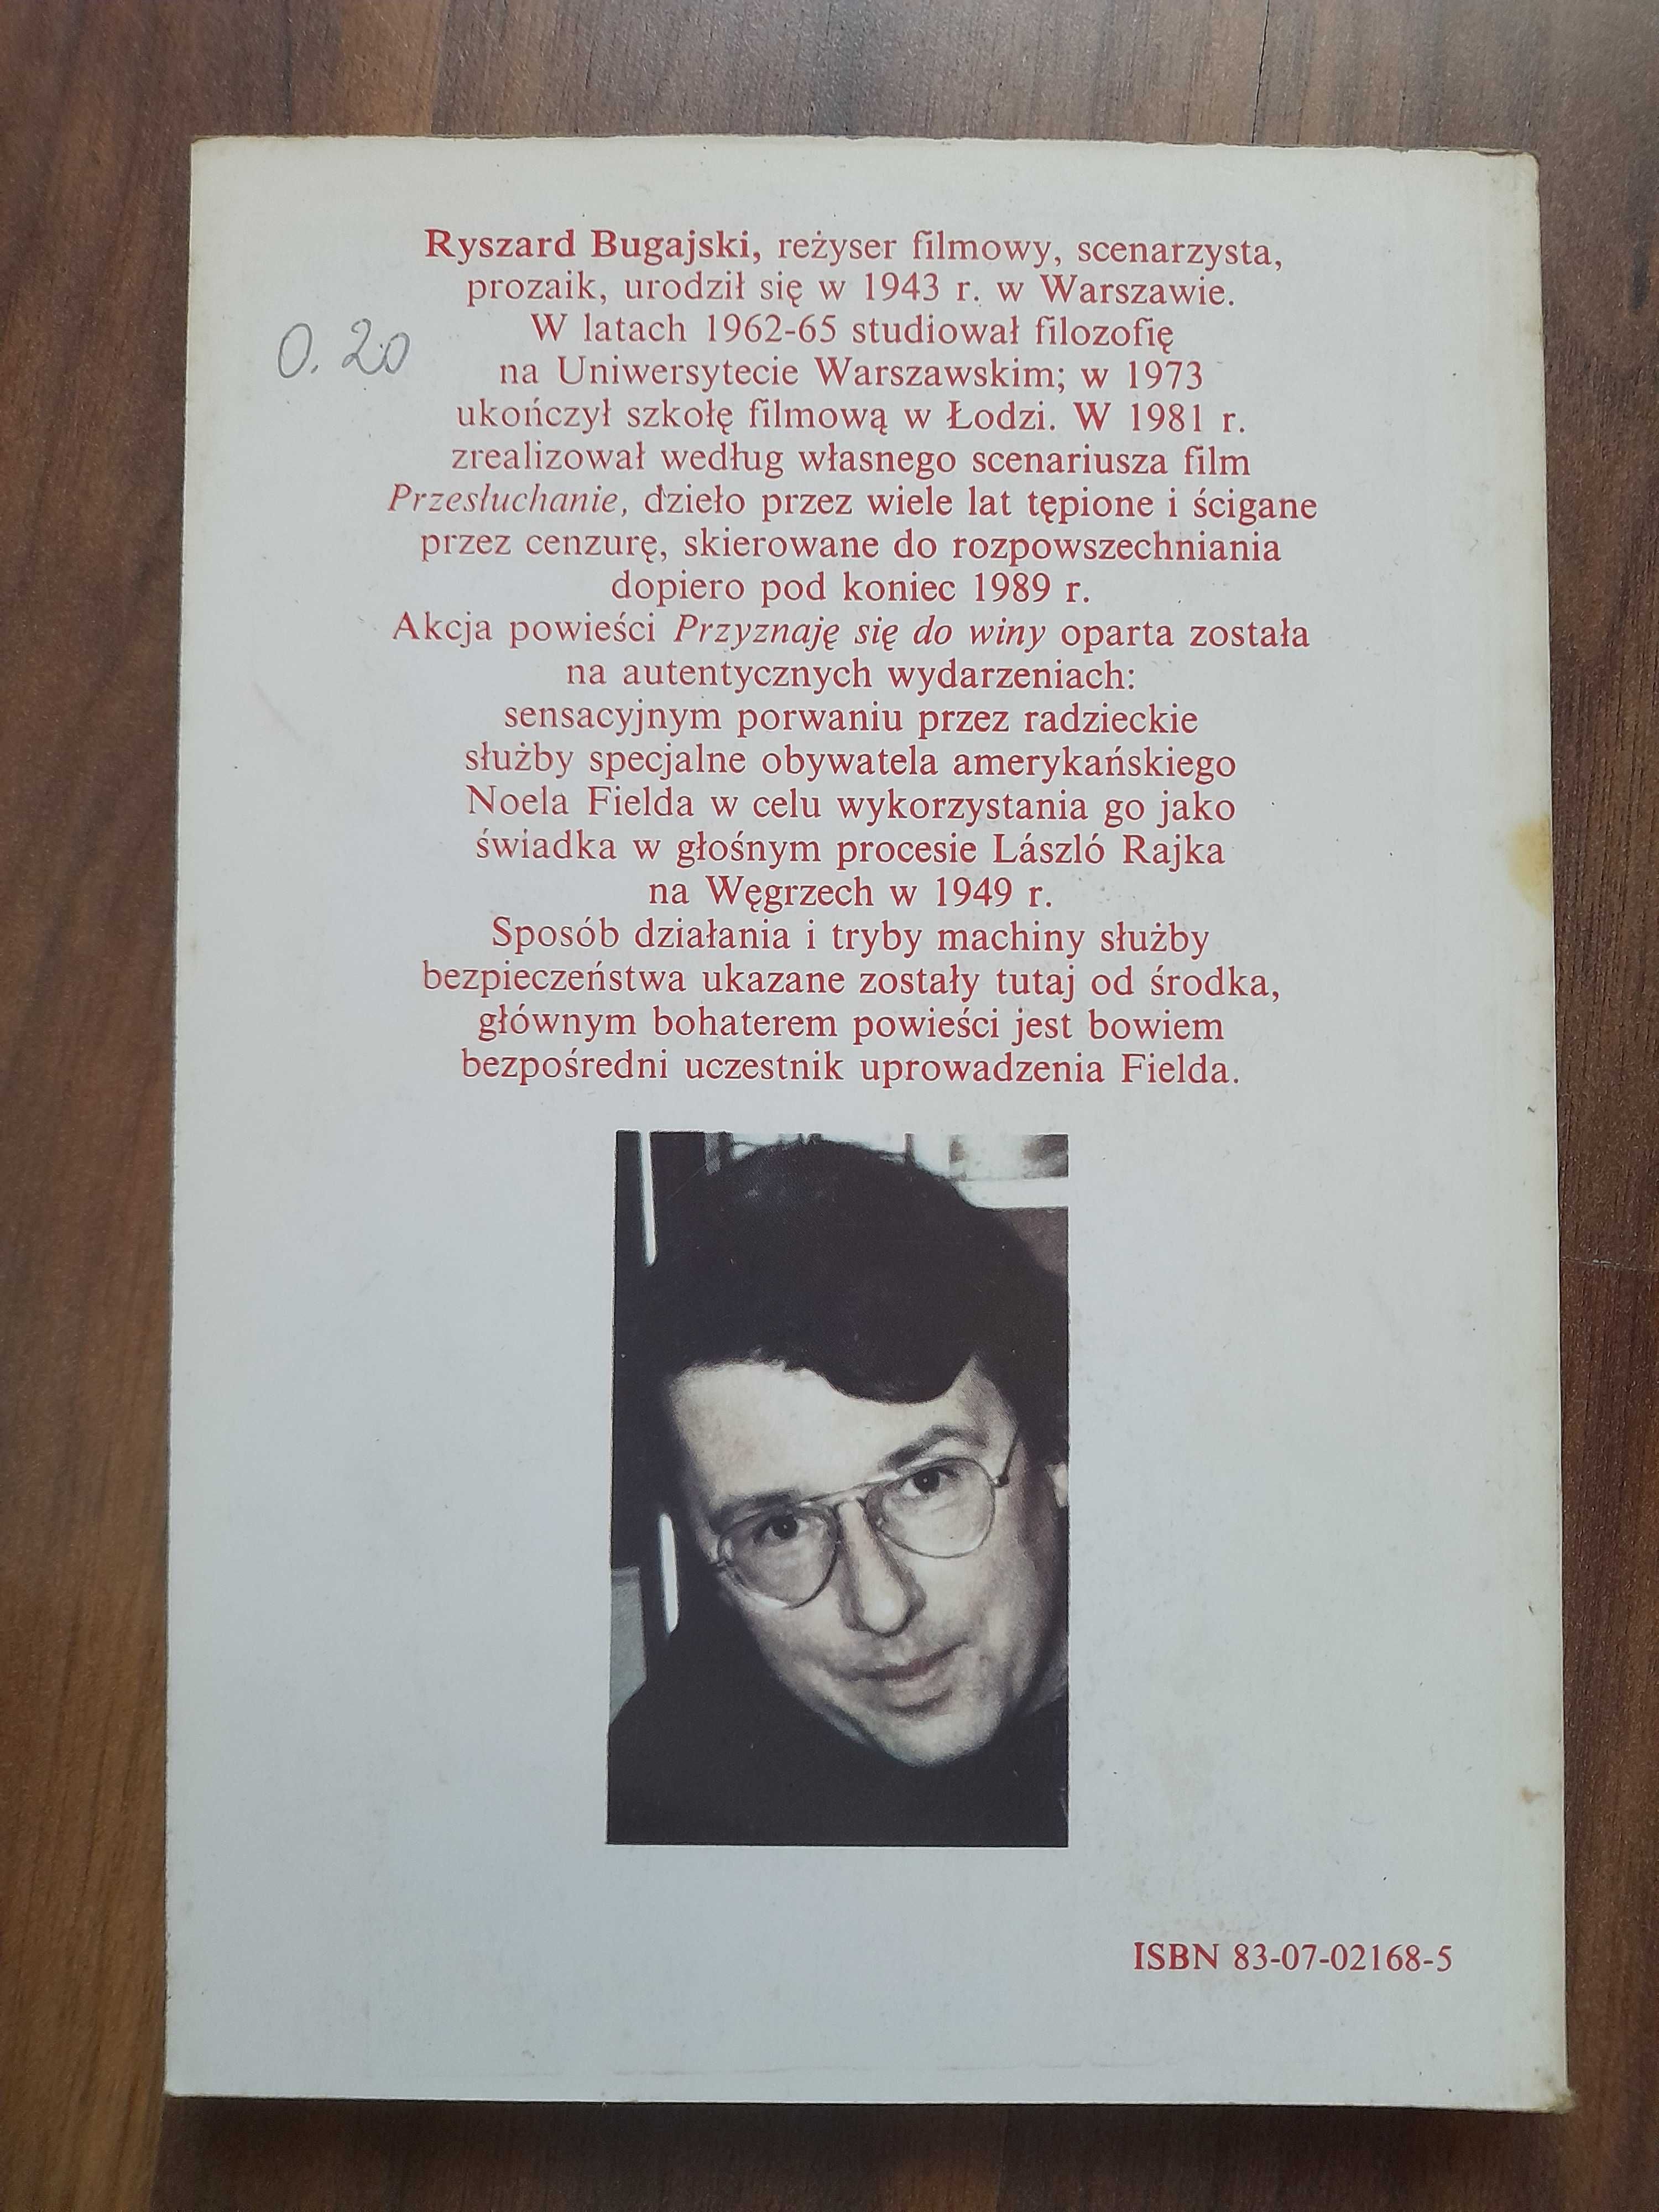 Ryszard Bugajski, reżyser filmowy, scenarzysta,
prozaik, urodził się w 1943 r. w Warszawie.
W latach 1962-65 studiował filozofię
0.20
na Uniwersytecie Warszawskim; w 1973
ukończył szkołę filmową w Łodzi. W 1981 r.
zrealizował według własnego scenariusza film
Przesłuchanie, dzieło przez wiele lat tępione i ścigane
przez cenzurę, skierowane do rozpowszechniania
dopiero pod koniec 1989 r.
Akcja powieści Przyznaję się do winy oparta została
na autentycznych wydarzeniach:
sensacyjnym porwaniu przez radzieckie
służby specjalne obywatela amerykańskiego
Noela Fielda w celu wykorzystania go jako
świadka w głośnym procesie László Rajka
na Węgrzech w 1949 r.
Sposób działania i tryby machiny służby
bezpieczeństwa ukazane zostały tutaj od środka,
głównym bohaterem powieści jest bowiem
bezpośredni uczestnik uprowadzenia Fielda.
ISBN 83-07-02168-5